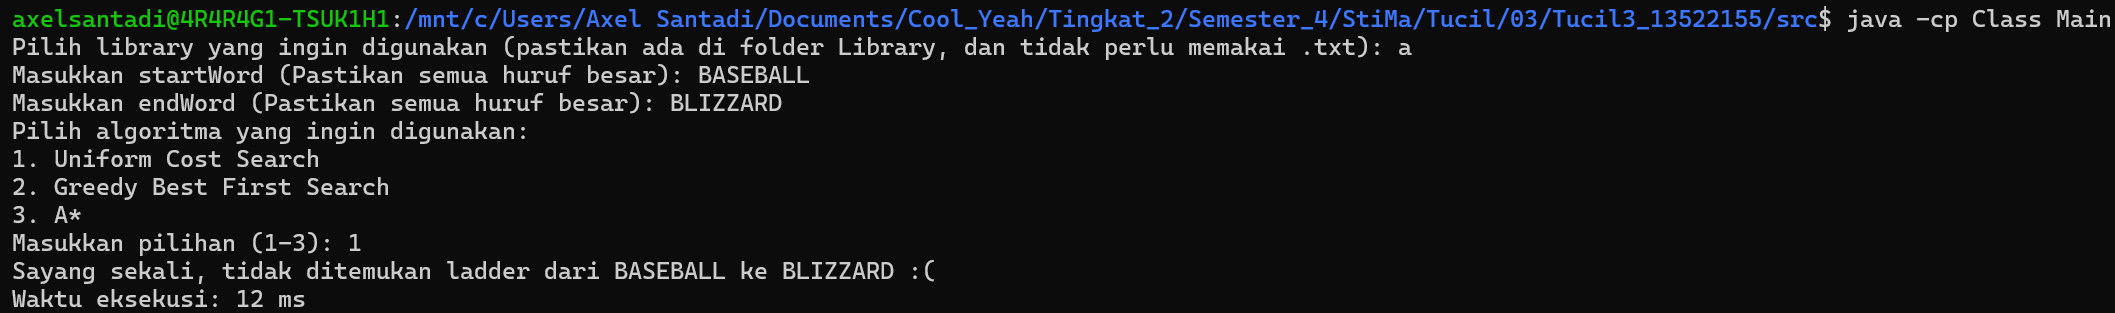 axelsantadi@4R4R4G1-TSUK1H1:/mnt/c/Users/Axel Santadi/Documents/Cool_Yeah/Tingkat_2/Semester_4/StiMa/Tucil/03/Tucil3_13522155/src$ java -cp Class Main
Pilih library yang ingin digunakan (pastikan ada di folder Library, dan tidak perlu memakai .txt): a
Masukkan startWord (Pastikan semua huruf besar): BASEBALL
Masukkan endWord (Pastikan semua huruf besar): BLIZZARD
Pilih algoritma yang ingin digunakan:
1. Uniform Cost Search
2. Greedy Best First Search
3. A*
Masukkan pilihan (1-3): 1
Sayang sekali, tidak ditemukan ladder dari BASEBALL ke BLIZZARD :(
Waktu eksekusi: 12 ms